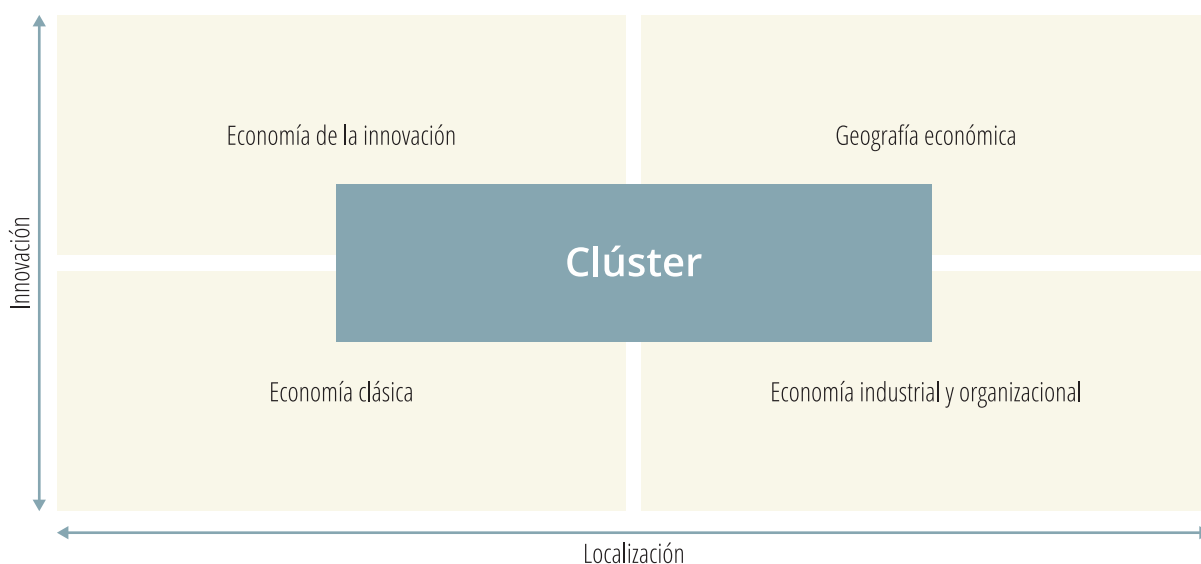 Economía de la innovación
Geografía económica
Clúster
Innovación
Economía clásica
Economía industrial y organizacional
Localización